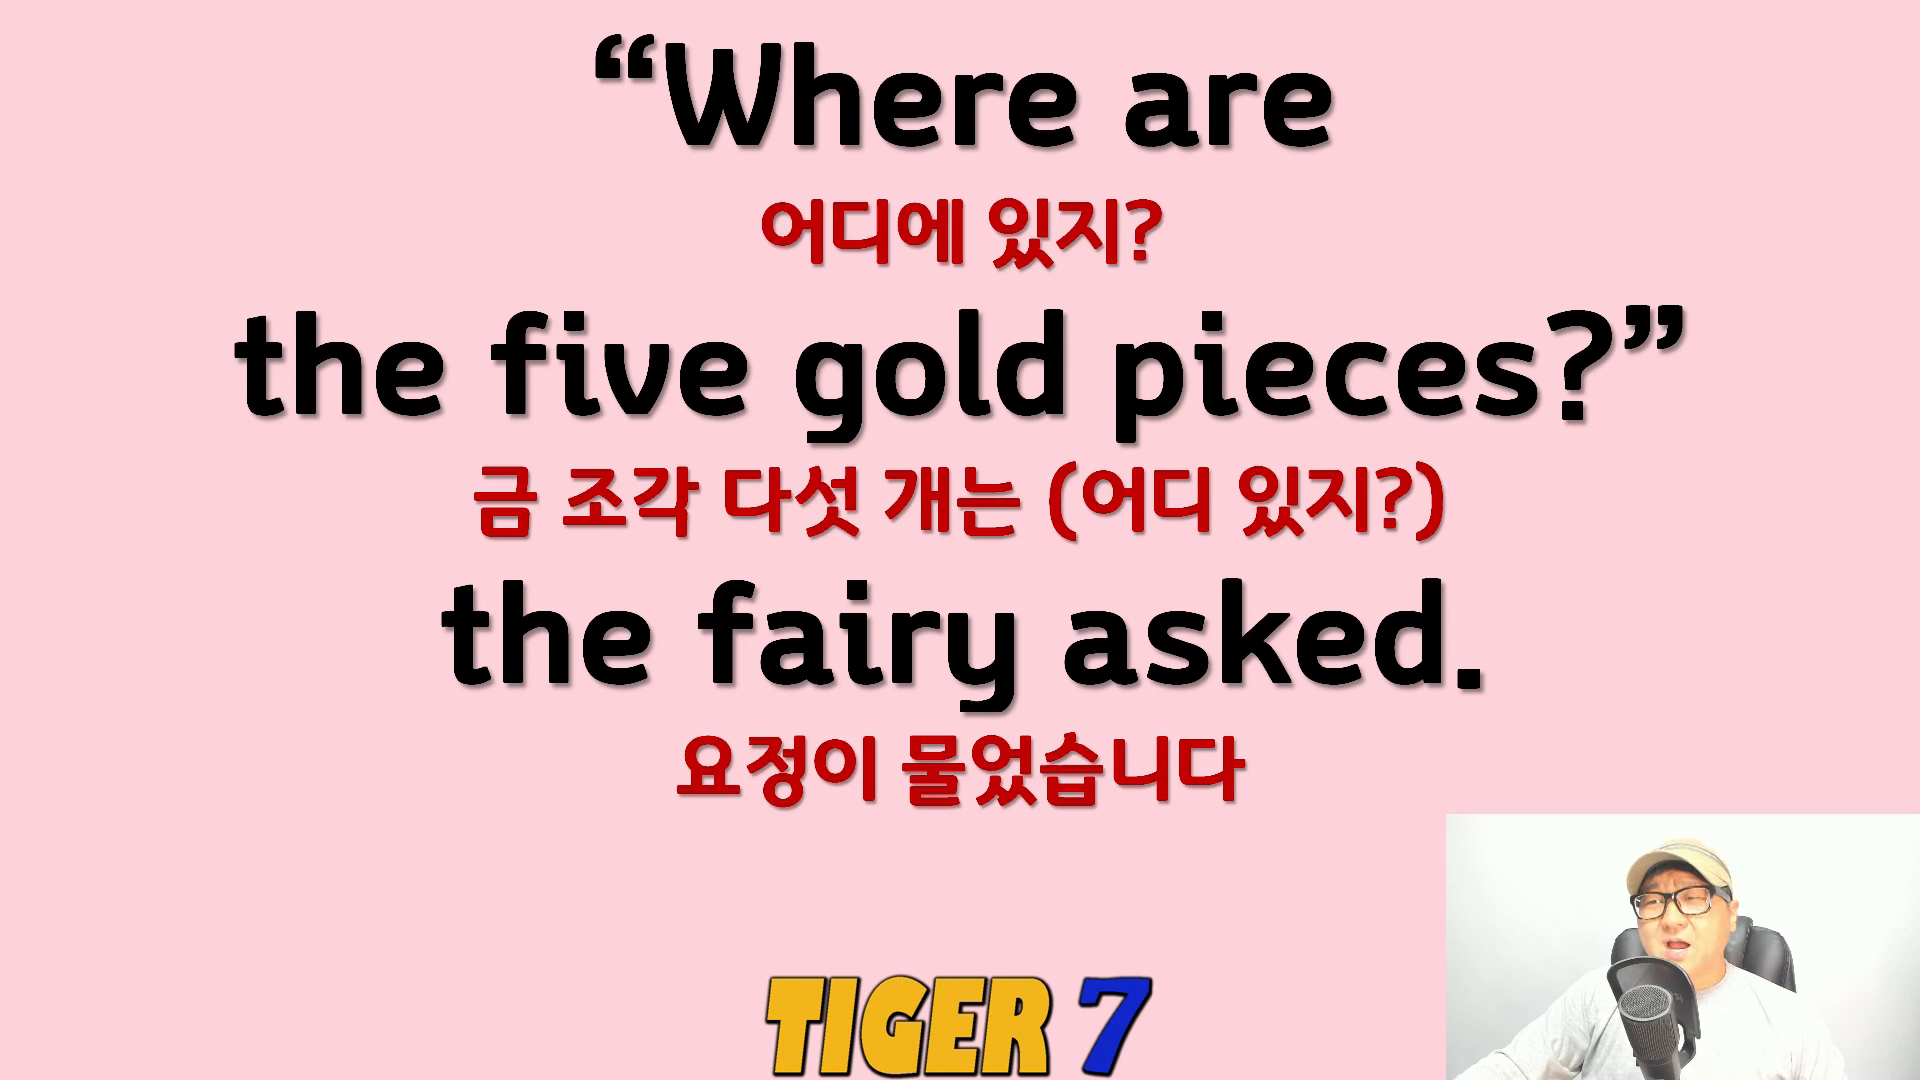 “Where are
어디에 있지?
the five gold pieces?”
금 조각 다섯 개는 (어디 있지?)
the fairy asked.
요정이 물었습니다
TIGER 7